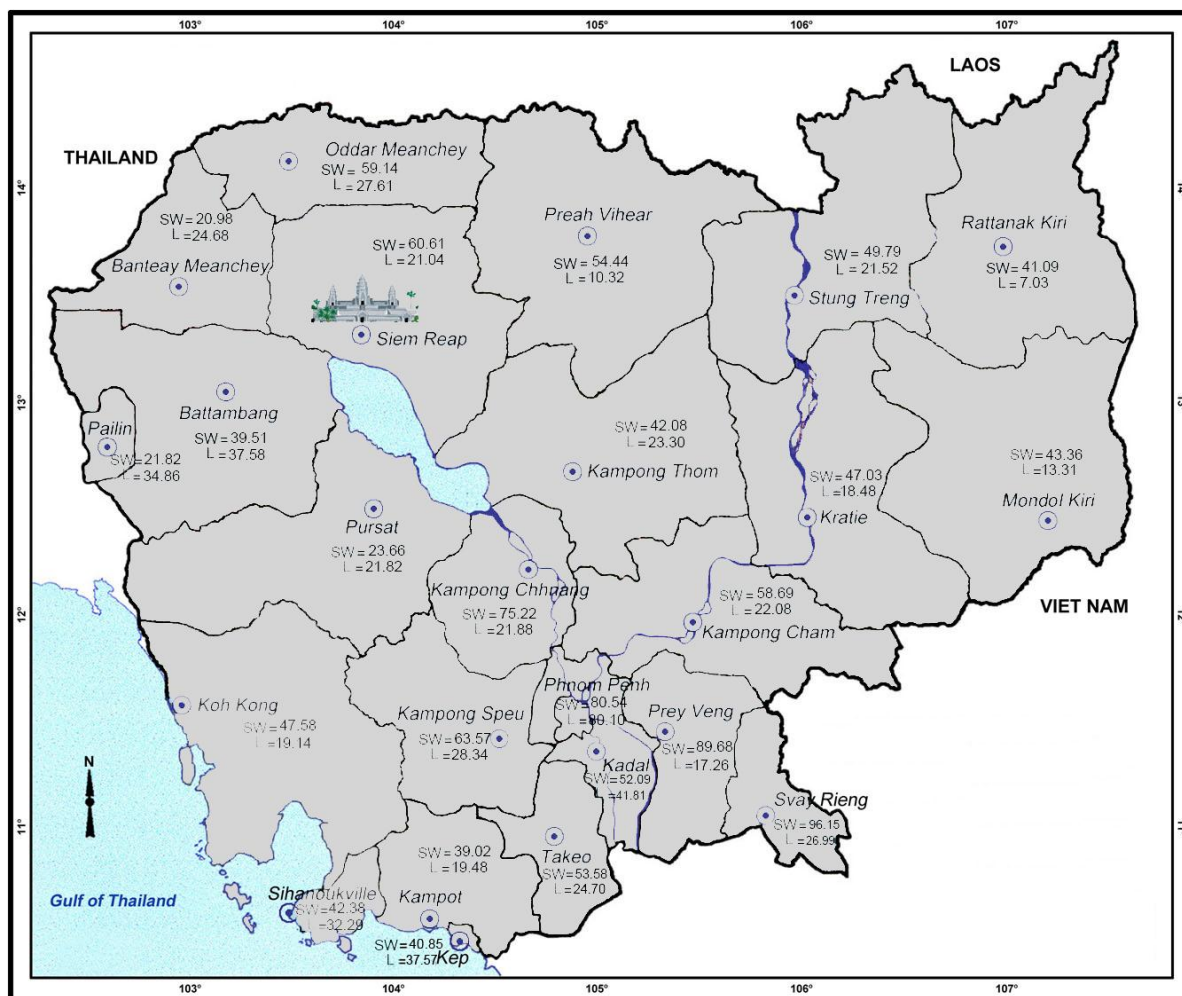 103° 104° 105° 106° 107°
LAOS
THAILAND
Oddar Meanchey
SW = 59.14
L = 27.61
14°
SW = 20.98
L = 24.68
Banteay Meanchey
SW = 60.61
L = 21.04
Siem Reap
Preah Vihear
SW = 54.44
L = 10.32
SW = 49.79
L = 21.52
Stung Treng
Rattanak Kiri
SW = 41.09
L = 7.03
13°
Pailin
SW = 21.82
L = 34.86
Battambang
SW = 39.51
L = 37.58
SW = 42.08
L = 23.30
Kampong Thom
SW = 47.03
L = 18.48
Kratie
SW = 43.36
L = 13.31
Mondol Kiri
Pursat
SW = 23.66
L = 21.82
Kampong Chhnang
SW = 75.22
L = 21.88
SW = 58.69
L = 22.08
Kampong Cham
VIET NAM
12°
Koh Kong
SW = 47.58
L = 19.14
Kampong Speu
SW = 63.57
L = 28.34
Phnom Penh
SW = 80.54
L =
Prey Veng
SW = 89.68
L = 17.26
Kadal
SW = 52.09
L = 41.81
Svay Rieng
SW = 96.15
L = 26.99
N
11°
SW = 39.02
L = 19.48
Kampot
Takeo
SW = 53.58
L = 24.70
Gulf of Thailand
Sihanoukville
SW = 42.38
L = 32.29
SW = 40.85
L = 37.57
Kep
103° 104° 105° 106° 107°